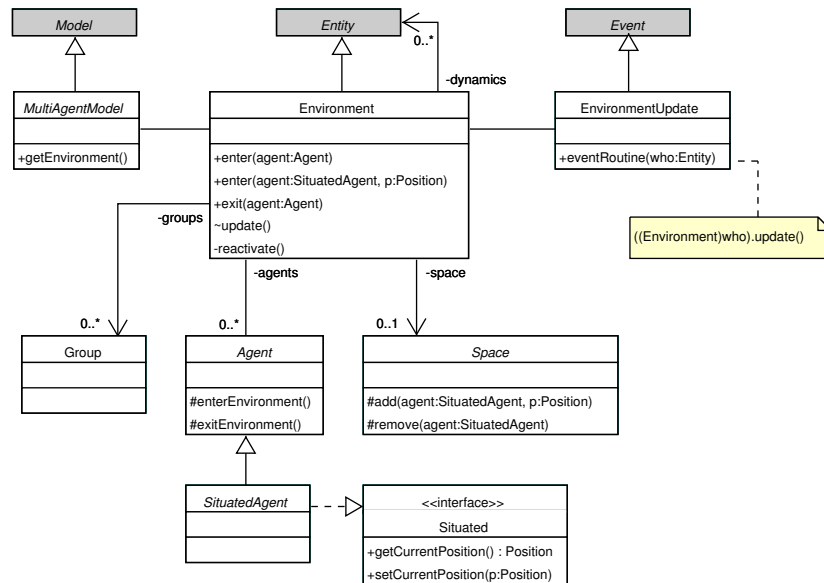 Model
Entity
Event
0..*
-dynamics
MultiAgentModel
+getEnvironment()
Environment
+enter(agent:Agent)
+enter(agent:SituatedAgent, p:Position)
+exit(agent:Agent)
~update()
-reactivate()
EnvironmentUpdate
+eventRoutine(who:Entity)
((Environment)who).update()
-groups
-agents
-space
0..*
0..*
0..1
Group
Agent
#enterEnvironment()
#exitEnvironment()
Space
#add(agent:SituatedAgent, p:Position)
#remove(agent:SituatedAgent)
SituatedAgent
<<interface>>
Situated
+getCurrentPosition() : Position
+setCurrentPosition(p:Position)